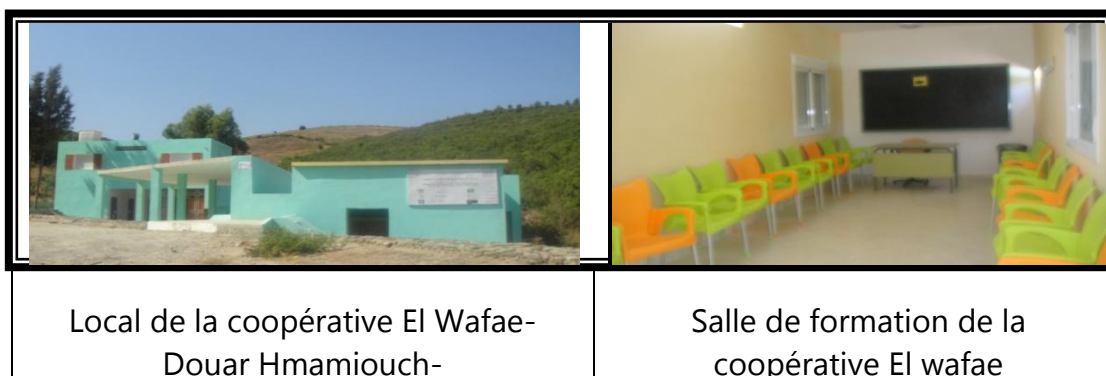 Local de la coopérative El Wafae-
Douar Hmamiouch-
Salle de formation de la
coopérative El wafae